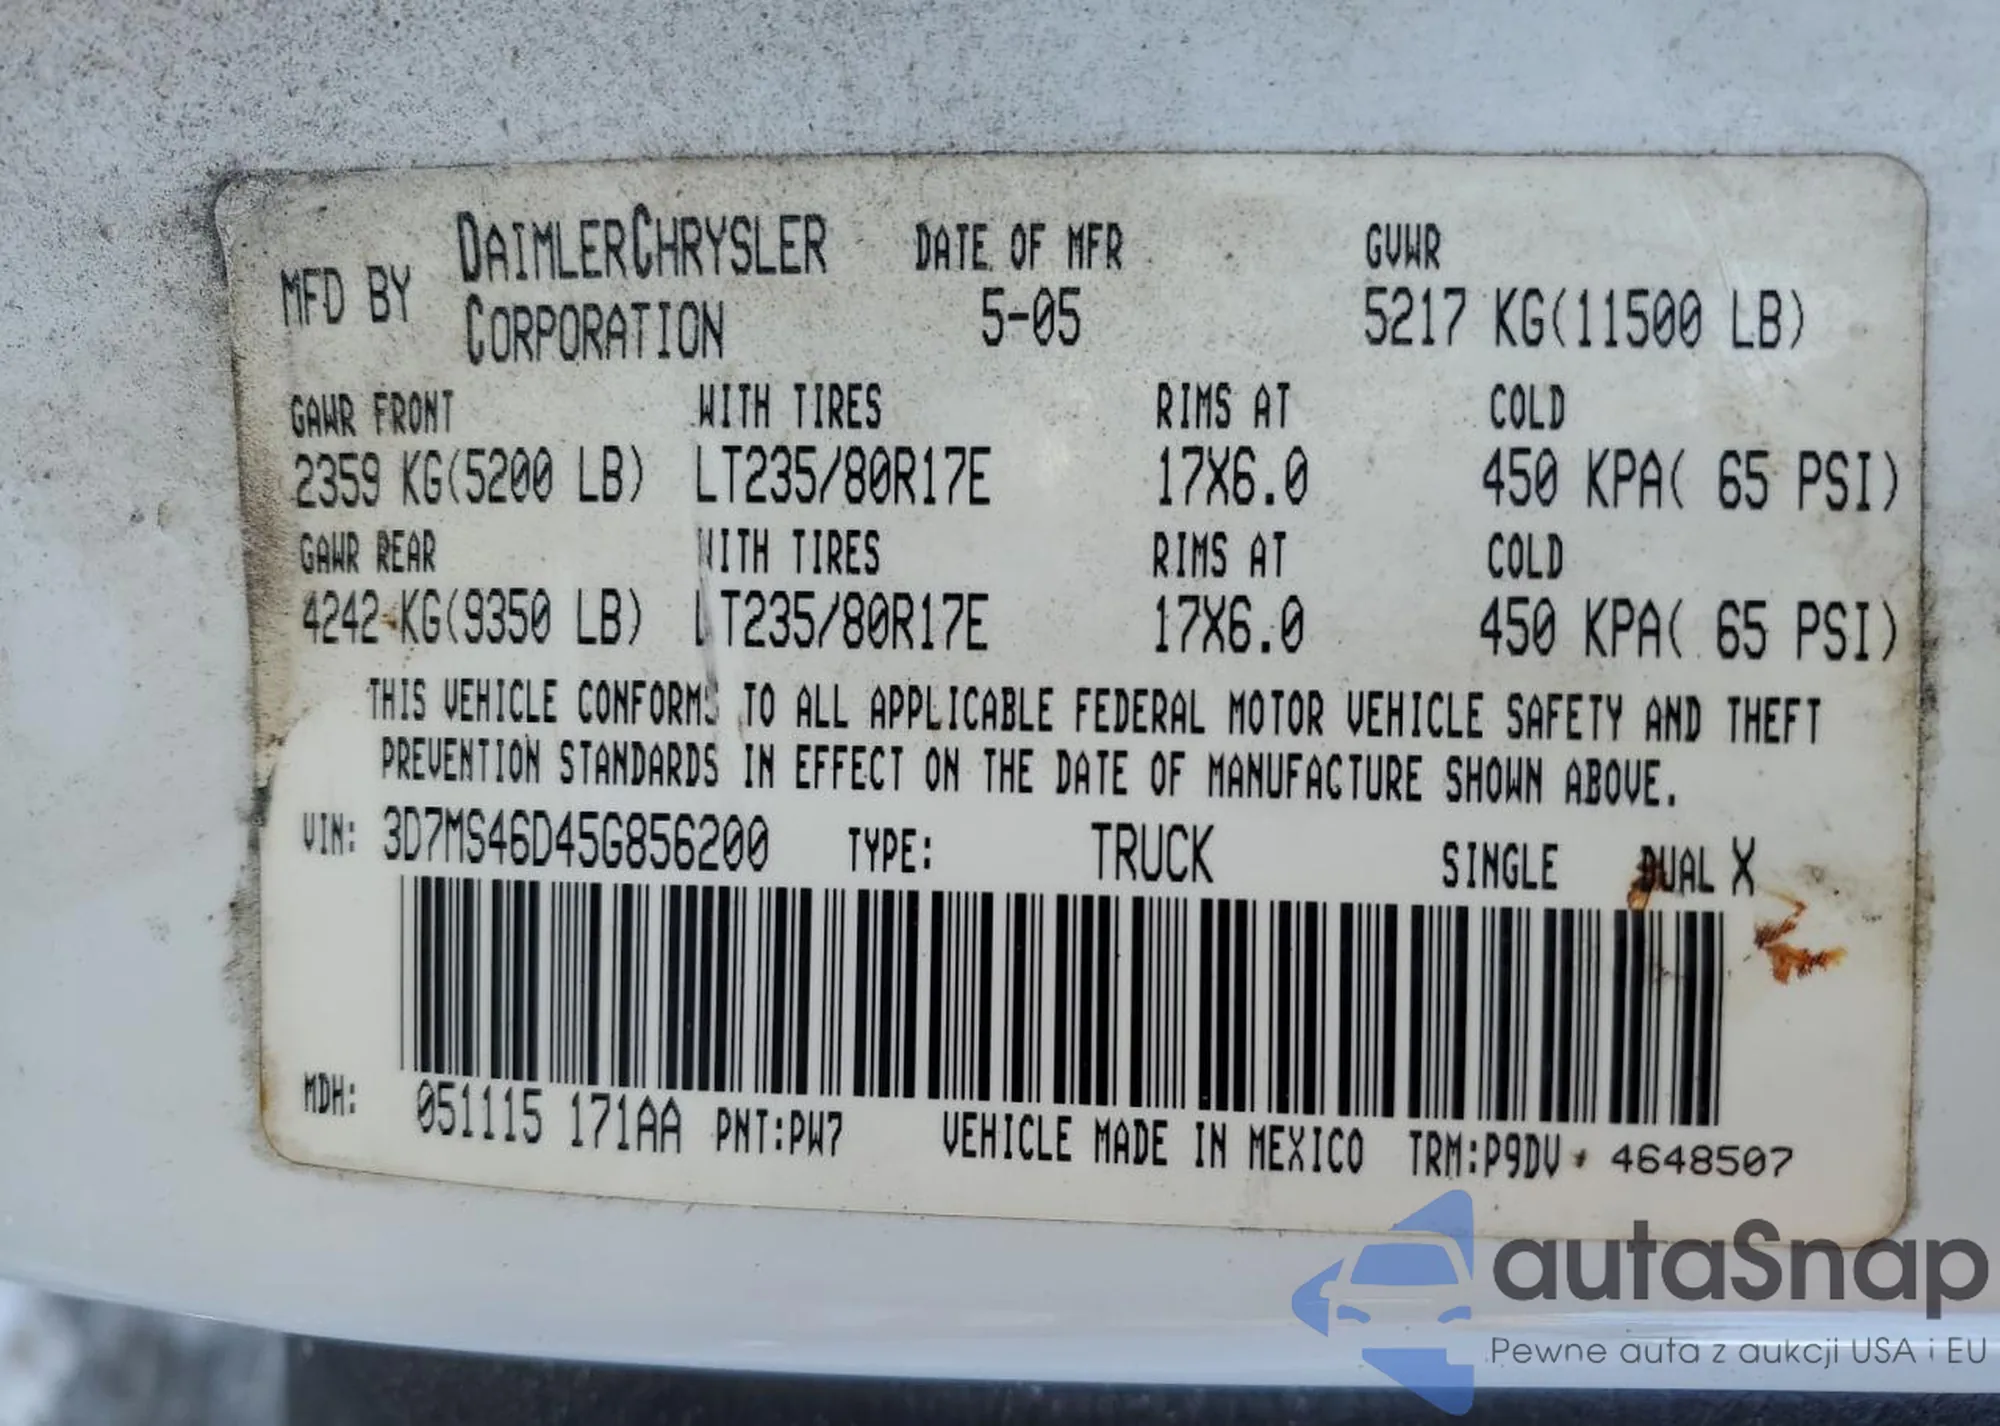 MFD BY DAIMLERCHRYSLER CORPORATION DATE OF MFR 5-05 GVWR 5217 KG(11500 LB)
GAWR FRONT WITH TIRES RIMS AT COLD
2359 KG(5200 LB) LT235/80R17E 17X6.0 450 KPA( 65 PSI)
GAWR REAR WITH TIRES RIMS AT COLD
4242 KG(9350 LB) LT235/80R17E 17X6.0 450 KPA( 65 PSI)
THIS VEHICLE CONFORMS TO ALL APPLICABLE FEDERAL MOTOR VEHICLE SAFETY AND THEFT
PREVENTION STANDARDS IN EFFECT ON THE DATE OF MANUFACTURE SHOWN ABOVE.
VIN: 3D7MS46D45G856200 TYPE: TRUCK SINGLE DUAL X
MDH: 051115 171AA PNT:PW7 VEHICLE MADE IN MEXICO TRM:P9DV 4648507
autaSnap
Pewne auta z aukcji USA i EU